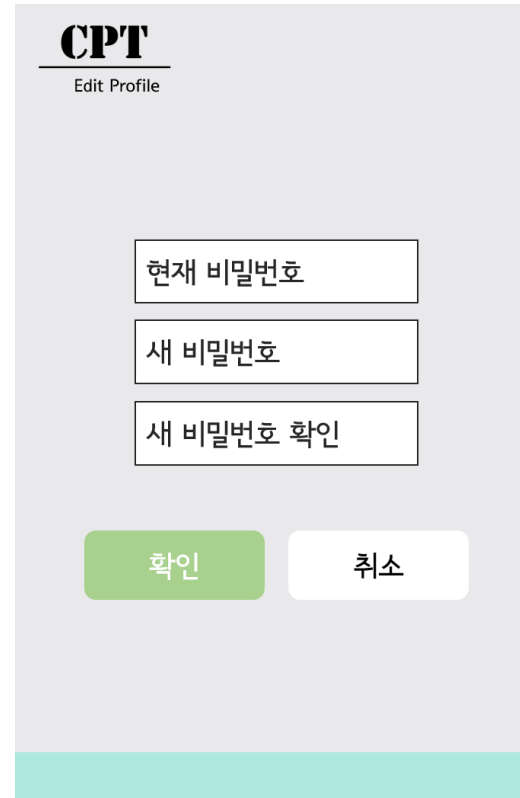 CPT
Edit Profile
현재 비밀번호
새 비밀번호
새 비밀번호 확인
확인
취소